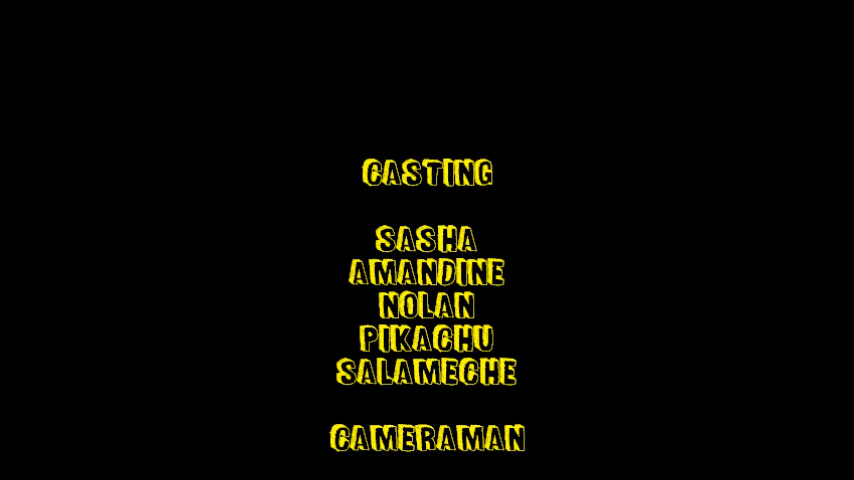 CASTING
SASHA
AMANDINE
NOLAN
PIKACHU
SALAMECHE
CAMERAMAN